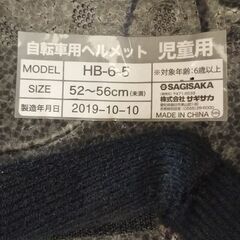 自転車用ヘルメット 児童用
MODEL HB-6-5 ※対象年齢:6歳以上
SIZE 52〜56cm(未満) SAGISAKA
株式会社 サギサカ
製造年月日 2019-10-10
MADE IN CHINA